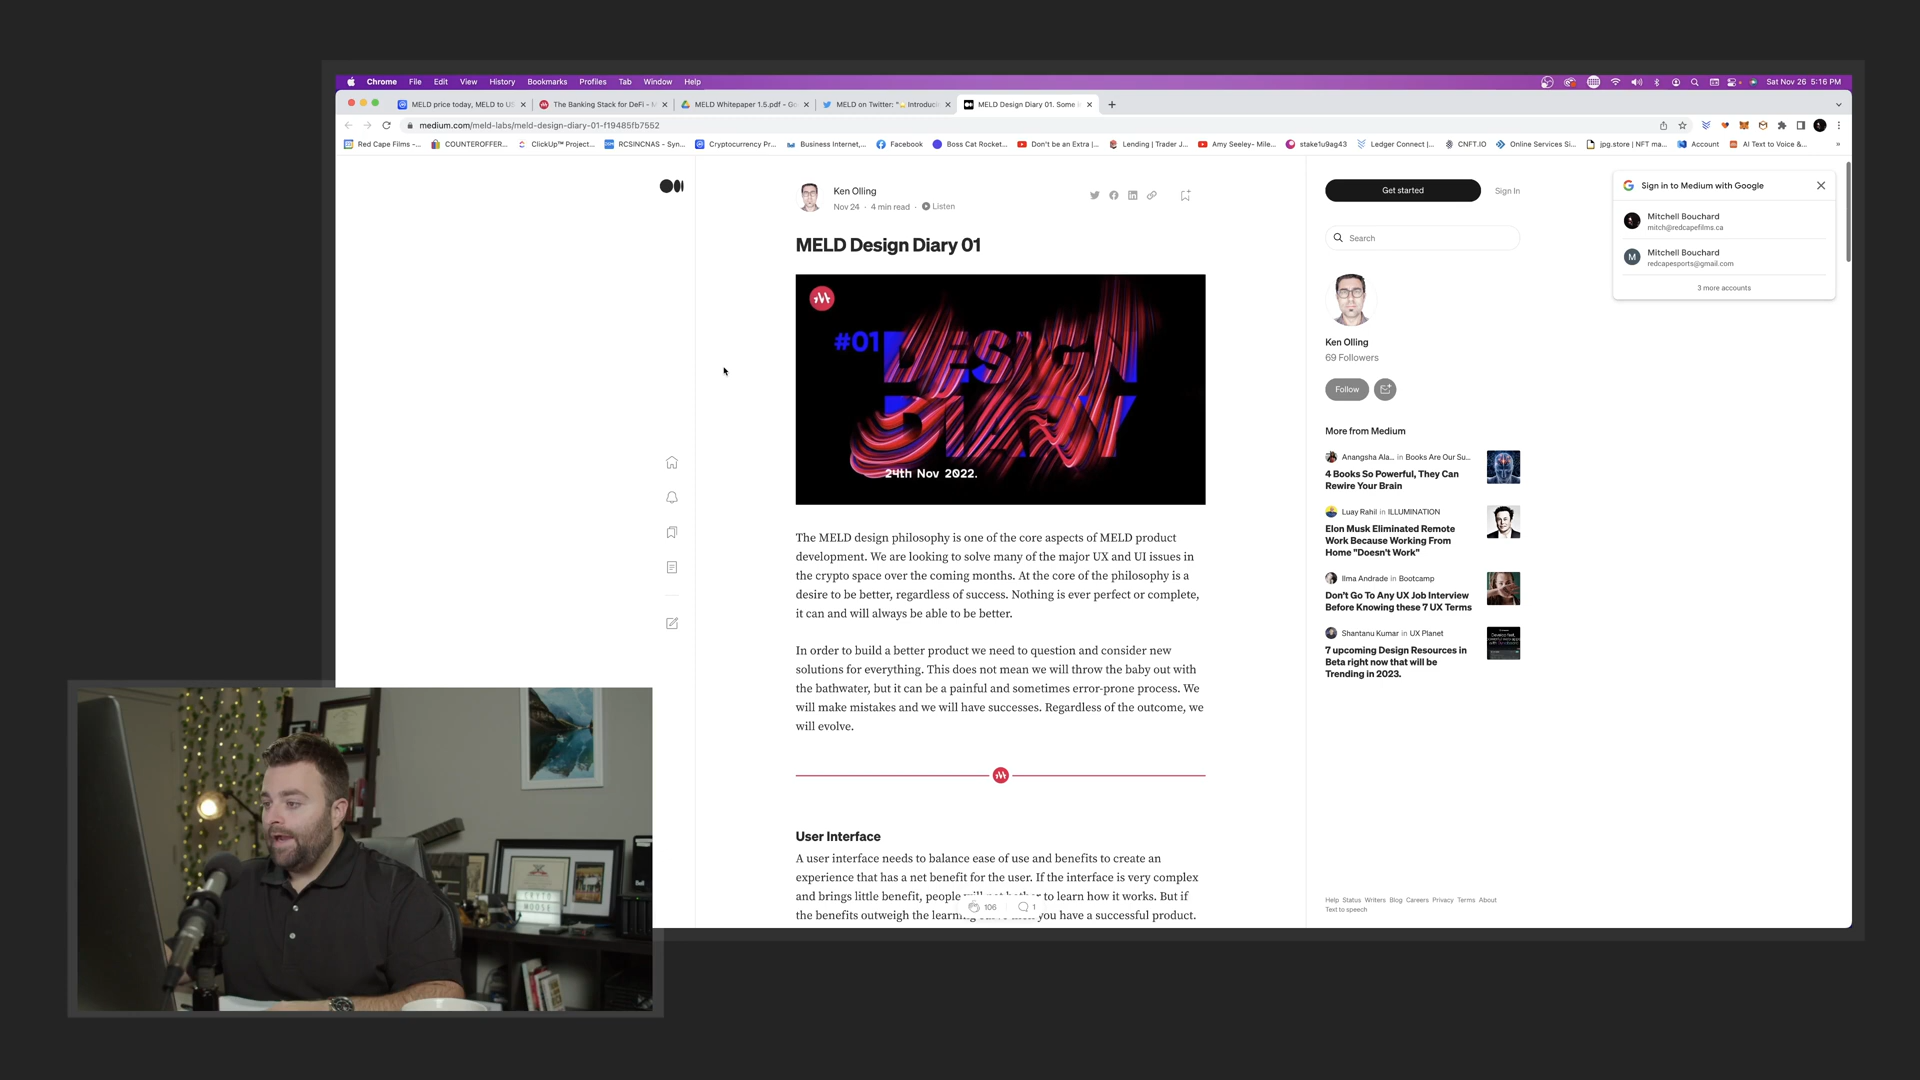 Chrome File Edit View History Bookmarks Profiles Tab Window Help
Sat Nov 26 5:16 PM
MELD price today, MELD to US
The Banking Stack for DeFi - M
MELD Whitepaper 1.5.pdf - Go
MELD on Twitter: "
Introduci
MELD Design Diary 01. Some
medium.com/meld-labs/meld-design-diary-01-f19485fb7552
Red Cape Films -...
COUNTEROFFER...
ClickUp™ Project...
RCSINCNAS - Syn...
Cryptocurrency Pr...
Business Internet,...
Facebook
Boss Cat Rocket...
Don't be an Extra |...
Lending | Trader J...
Amy Seeley- Mile...
stake1u9ag43
Ledger Connect |...
CNFT.IO
Online Services Si...
jpg.store | NFT ma...
Account
AI Text to Voice &...
»
Ken Olling
Nov 24 · 4 min read · Listen
MELD Design Diary 01
#01 DESIGN
DIARY
24th Nov 2022.
The MELD design philosophy is one of the core aspects of MELD product
development. We are looking to solve many of the major UX and UI issues in
the crypto space over the coming months. At the core of the philosophy is a
desire to be better, regardless of success. Nothing is ever perfect or complete,
it can and will always be able to be better.
In order to build a better product we need to question and consider new
solutions for everything. This does not mean we will throw the baby out with
the bathwater, but it can be a painful and sometimes error-prone process. We
will make mistakes and we will have successes. Regardless of the outcome, we
will evolve.
User Interface
A user interface needs to balance ease of use and benefits to create an
experience that has a net benefit for the user. If the interface is very complex
and brings little benefit, people will not bother to learn how it works. But if
the benefits outweigh the learning curve then you have a successful product.
106
1
Get started
Sign In
Search
Ken Olling
69 Followers
Follow
More from Medium
Anangsha Ala... in Books Are Our Su...
4 Books So Powerful, They Can
Rewire Your Brain
Luay Rahil in ILLUMINATION
Elon Musk Eliminated Remote
Work Because Working From
Home "Doesn't Work"
Ilma Andrade in Bootcamp
Don't Go To Any UX Job Interview
Before Knowing these 7 UX Terms
Shantanu Kumar in UX Planet
7 upcoming Design Resources in
Beta right now that will be
Trending in 2023.
Help Status Writers Blog Careers Privacy Terms About
Text to speech
Sign in to Medium with Google
Mitchell Bouchard
mitch@redcapefilms.ca
M
Mitchell Bouchard
redcapesports@gmail.com
3 more accounts
CRYPTO
MOOSE